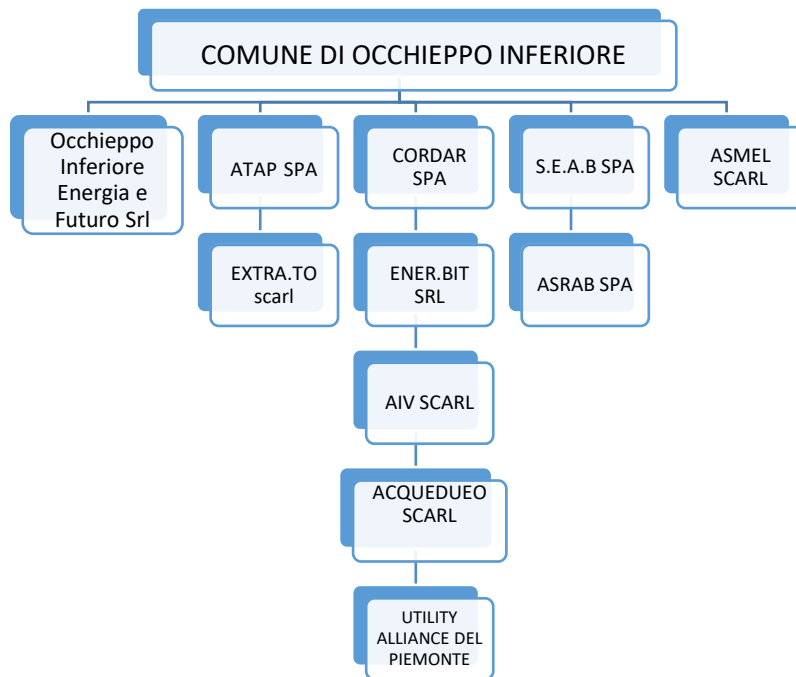 COMUNE DI OCCHIEPPO INFERIORE
Occhieppo
Inferiore
Energia e
Futuro Srl
ATAP SPA
CORDAR
SPA
S.E.A.B SPA
ASMEL
SCARL
EXTRA.TO
scarl
ENER.BIT
SRL
ASRAB SPA
AIV SCARL
ACQUEDUEO
SCARL
UTILITY
ALLIANCE DEL
PIEMONTE